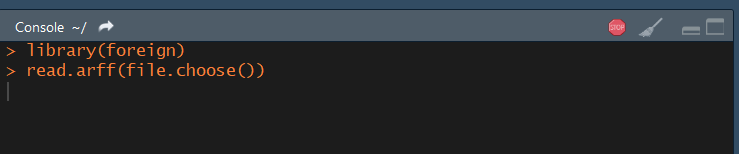 Console ~/
STOP
> library(foreign)
> read.arff(file.choose())